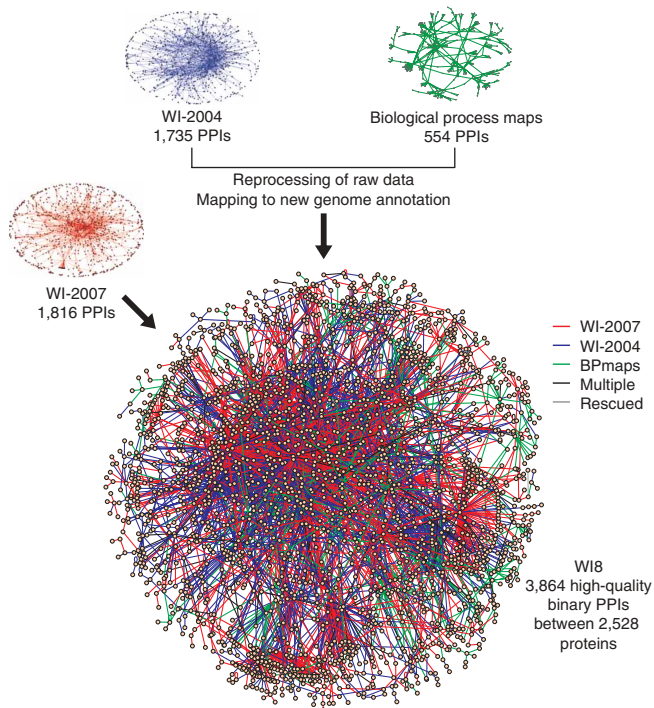 WI-2004
1,735 PPIs
Biological process maps
554 PPIs
Reprocessing of raw data
Mapping to new genome annotation
WI-2007
1,816 PPIs
WI-2007
WI-2004
BPmaps
Multiple
Rescued
WI8
3,864 high-quality
binary PPIs
between 2,528
proteins